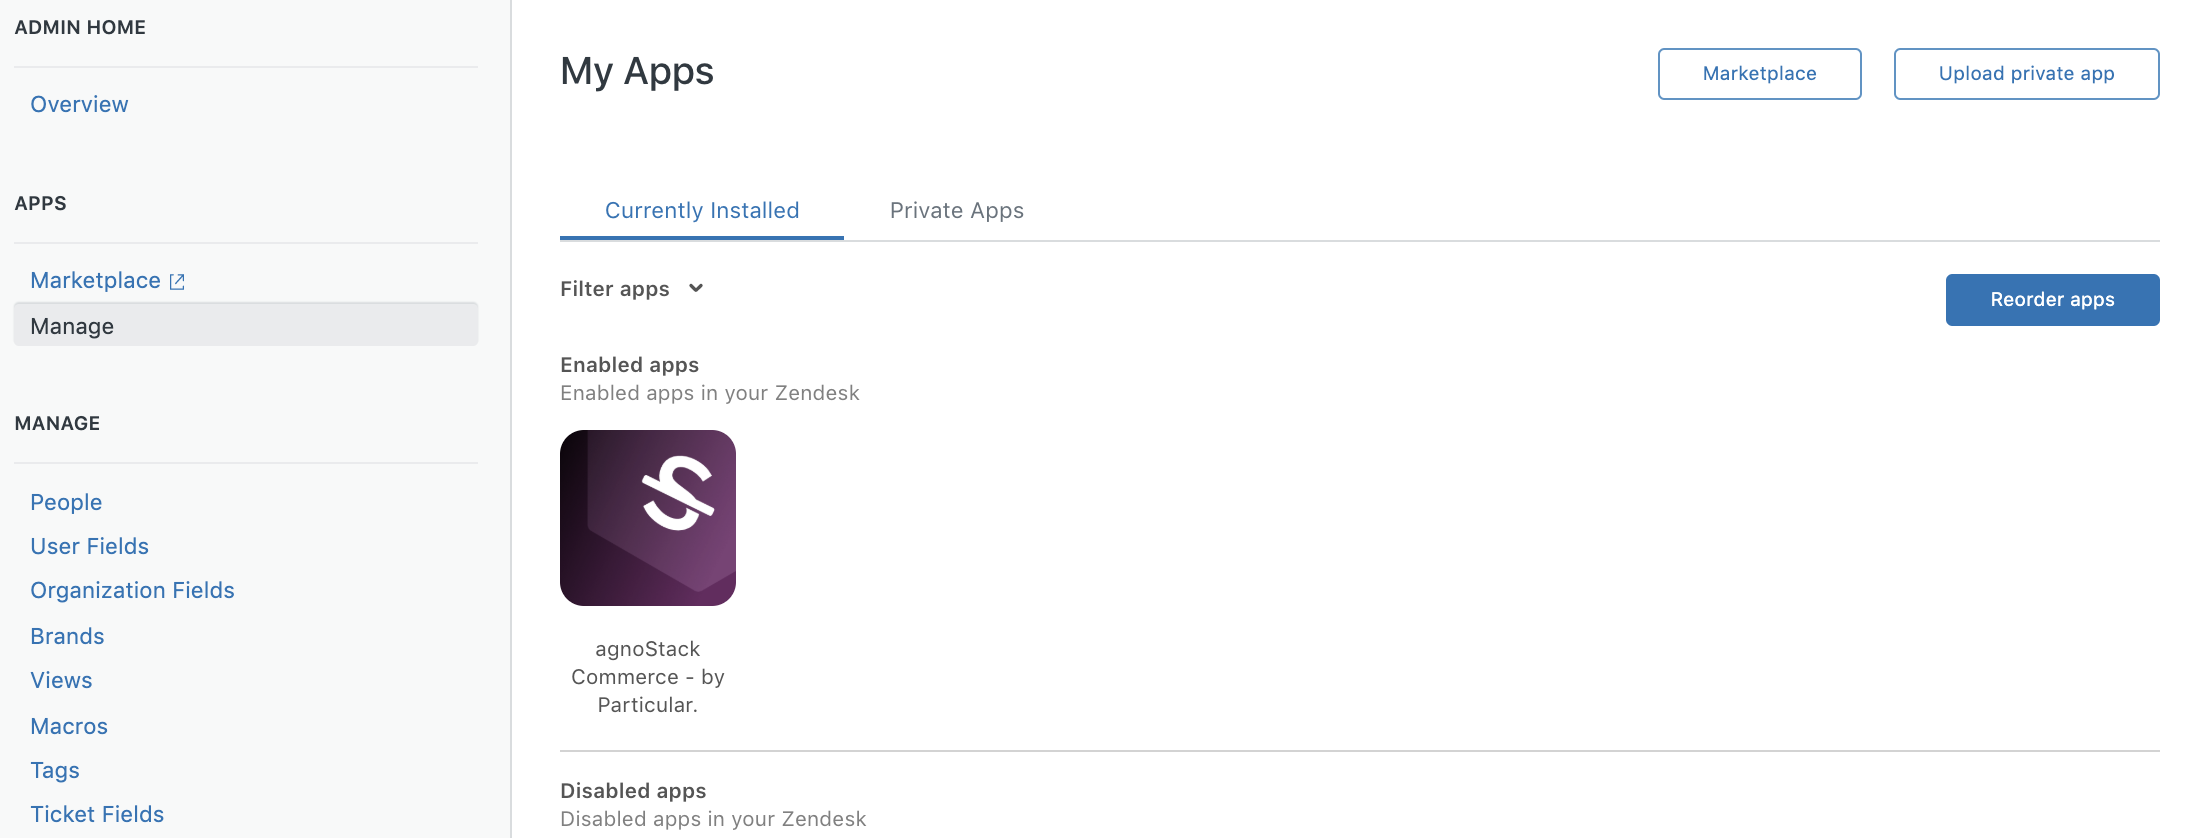 ADMIN HOME
Overview
APPS
Marketplace
Manage
MANAGE
People
User Fields
Organization Fields
Brands
Views
Macros
Tags
Ticket Fields
My Apps
Marketplace
Upload private app
Currently Installed
Private Apps
Filter apps
Reorder apps
Enabled apps
Enabled apps in your Zendesk
agnoStack
Commerce - by
Particular.
Disabled apps
Disabled apps in your Zendesk